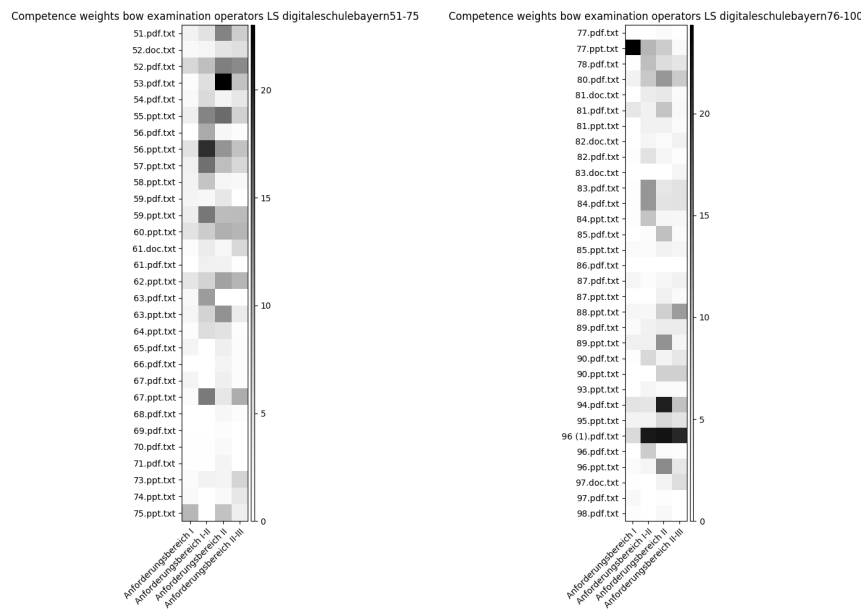 Competence weights bow examination operators LS digitaleschulebayern51-75
51.pdf.txt
52.doc.txt
52.pdf.txt
53.pdf.txt
54.pdf.txt
55.ppt.txt
56.pdf.txt
56.ppt.txt
57.ppt.txt
58.ppt.txt
59.pdf.txt
59.ppt.txt
60.ppt.txt
61.doc.txt
61.pdf.txt
62.ppt.txt
63.pdf.txt
63.ppt.txt
64.ppt.txt
65.pdf.txt
66.pdf.txt
67.pdf.txt
67.ppt.txt
68.pdf.txt
69.pdf.txt
70.pdf.txt
71.pdf.txt
73.ppt.txt
74.ppt.txt
75.ppt.txt
Anforderungsbereich I
Anforderungsbereich I-II
Anforderungsbereich II
Anforderungsbereich II-III
20
15
10
5
0
Competence weights bow examination operators LS digitaleschulebayern76-100
77.pdf.txt
77.ppt.txt
78.pdf.txt
80.pdf.txt
81.doc.txt
81.pdf.txt
81.ppt.txt
82.doc.txt
82.pdf.txt
83.doc.txt
83.pdf.txt
84.pdf.txt
84.ppt.txt
85.pdf.txt
85.ppt.txt
86.pdf.txt
87.pdf.txt
87.ppt.txt
88.ppt.txt
89.pdf.txt
89.ppt.txt
90.pdf.txt
90.ppt.txt
93.ppt.txt
94.pdf.txt
95.ppt.txt
96 (1).pdf.txt
96.pdf.txt
96.ppt.txt
97.doc.txt
97.pdf.txt
98.pdf.txt
Anforderungsbereich I
Anforderungsbereich I-II
Anforderungsbereich II
Anforderungsbereich II-III
20
15
10
5
0